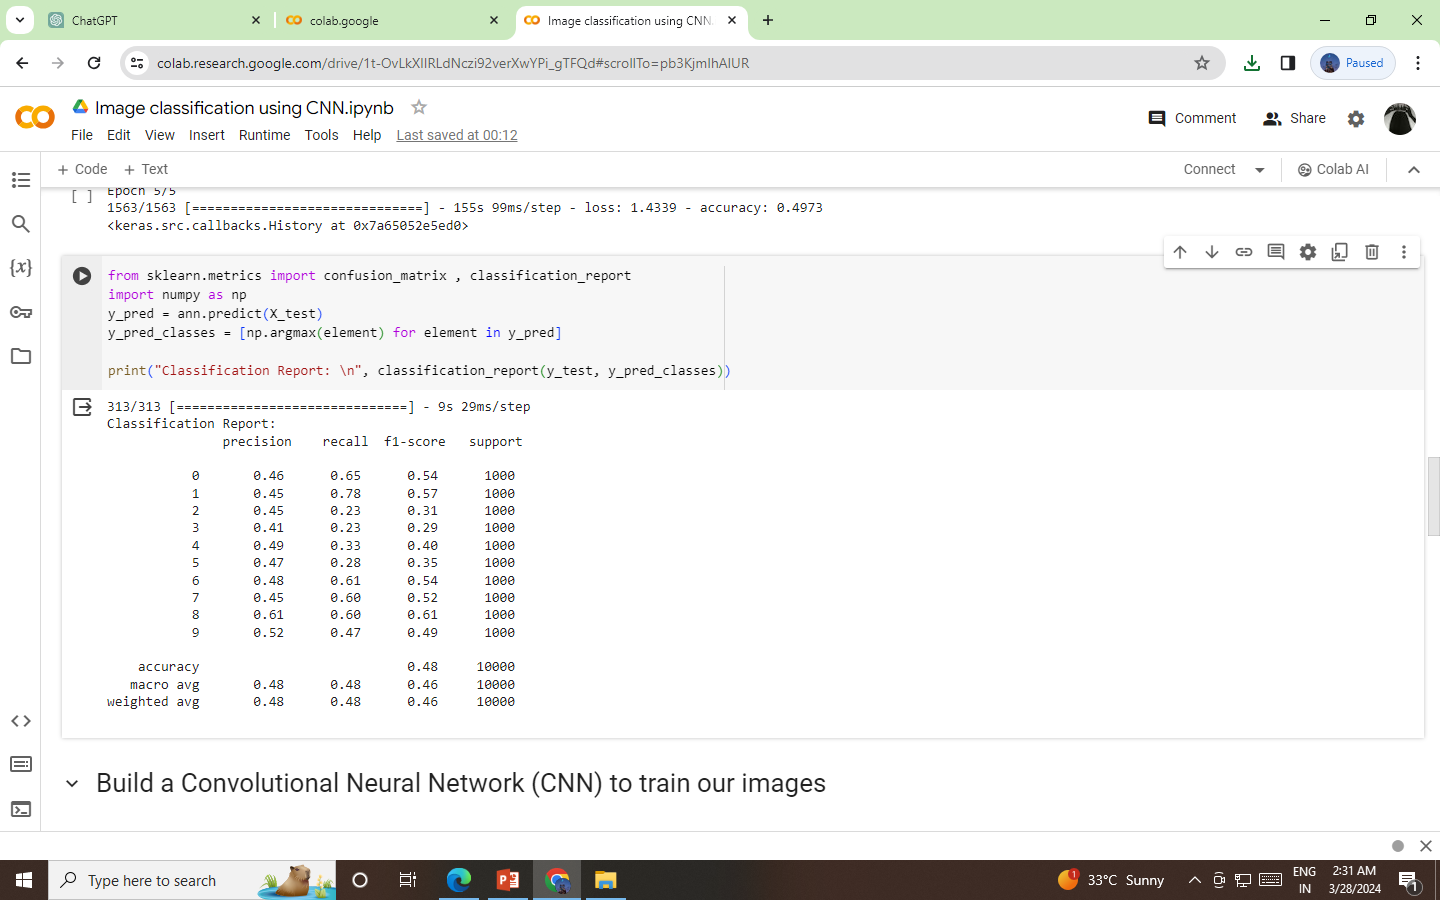 ChatGPT
colab.google
Image classification using CNN.
colab.research.google.com/drive/1t-OvLkXIIRLdNczi92verXwYPi_gTFQd#scrollTo=pb3KjmlhAIUR
Paused
Image classification using CNN.ipynb
Comment
Share
File Edit View Insert Runtime Tools Help Last saved at 00:12
+ Code + Text
Connect
Colab AI
[ ] Epoch 5/5
1563/1563 [==============================] - 155s 99ms/step - loss: 1.4339 - accuracy: 0.4973
<keras.src.callbacks.History at 0x7a65052e5ed0>
from sklearn.metrics import confusion_matrix , classification_report
import numpy as np
y_pred = ann.predict(X_test)
y_pred_classes = [np.argmax(element) for element in y_pred]
print("Classification Report: \n", classification_report(y_test, y_pred_classes))
313/313 [==============================] - 9s 29ms/step
Classification Report:
precision recall f1-score support
0 0.46 0.65 0.54 1000
1 0.45 0.78 0.57 1000
2 0.45 0.23 0.31 1000
3 0.41 0.23 0.29 1000
4 0.49 0.33 0.40 1000
5 0.47 0.28 0.35 1000
6 0.48 0.61 0.54 1000
7 0.45 0.60 0.52 1000
8 0.61 0.60 0.61 1000
9 0.52 0.47 0.49 1000
accuracy 0.48 10000
macro avg 0.48 0.48 0.46 10000
weighted avg 0.48 0.48 0.46 10000
Build a Convolutional Neural Network (CNN) to train our images
Type here to search
1
33°C Sunny
ENG
IN
2:31 AM
3/28/2024
1